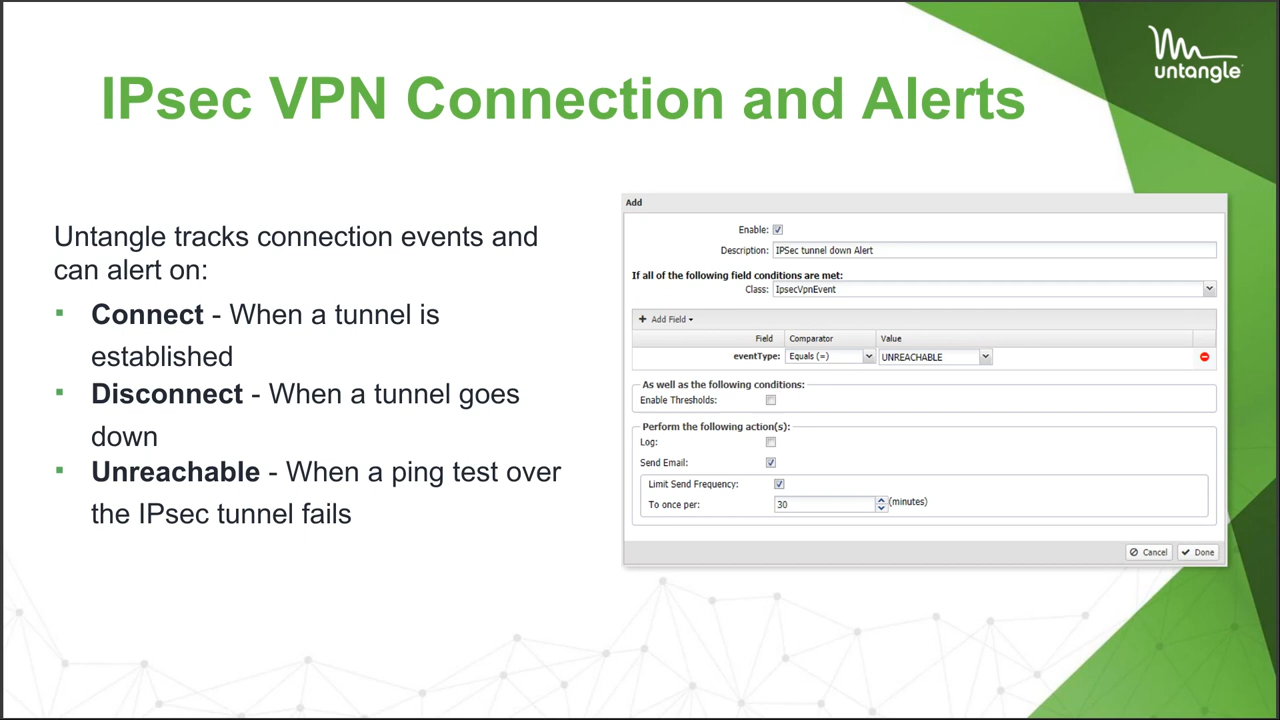 untangle
IPsec VPN Connection and Alerts
Untangle tracks connection events and
can alert on:
▪ Connect - When a tunnel is
established
▪ Disconnect - When a tunnel goes
down
▪ Unreachable - When a ping test over
the IPsec tunnel fails
Add
Enable:
Description: IPSec tunnel down Alert
If all of the following field conditions are met:
Class: IpsecVpnEvent
Add Field
Field Comparator Value
eventType: Equals (=) UNREACHABLE
As well as the following conditions:
Enable Thresholds:
Perform the following action(s):
Log:
Send Email:
Limit Send Frequency:
To once per: 30 (minutes)
Cancel Done